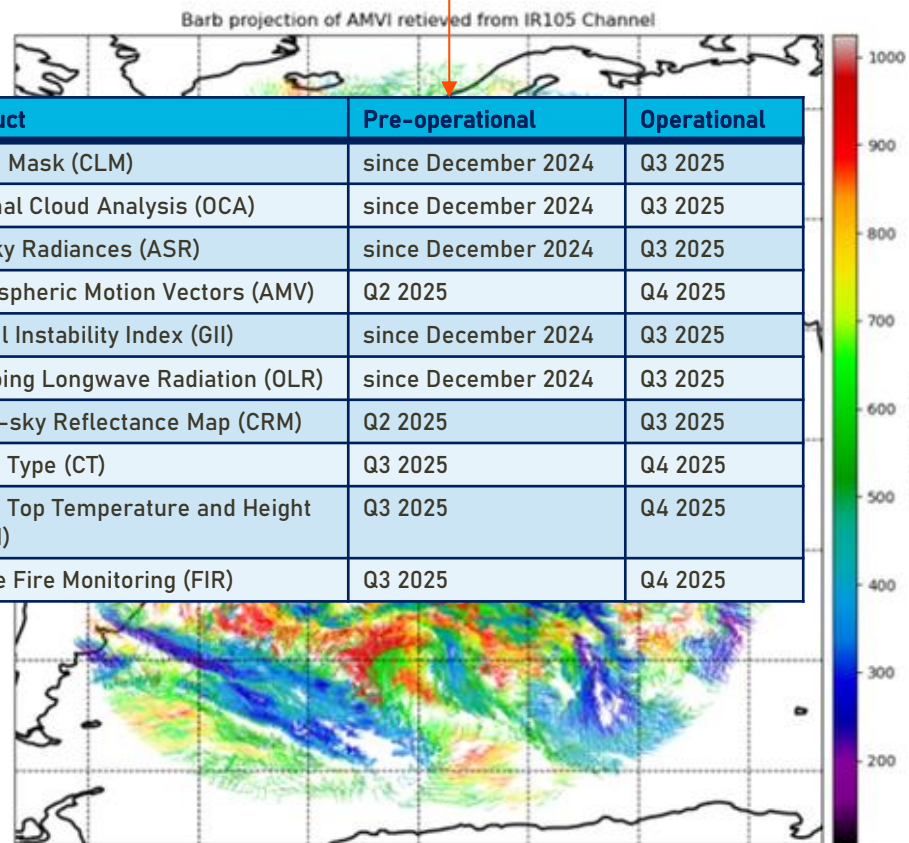 Barb projection of AMVI retieved from IR105 Channel
uct Pre-operational Operational
Mask (CLM) since December 2024 Q3 2025
nal Cloud Analysis (OCA) since December 2024 Q3 2025
ky Radiances (ASR) since December 2024 Q3 2025
spheric Motion Vectors (AMV) Q2 2025 Q4 2025
l Instability Index (GII) since December 2024 Q3 2025
oing Longwave Radiation (OLR) since December 2024 Q3 2025
-sky Reflectance Map (CRM) Q2 2025 Q3 2025
Type (CT) Q3 2025 Q4 2025
Top Temperature and Height Q3 2025 Q4 2025
)
e Fire Monitoring (FIR) Q3 2025 Q4 2025
1000
900
800
700
600
500
400
300
200